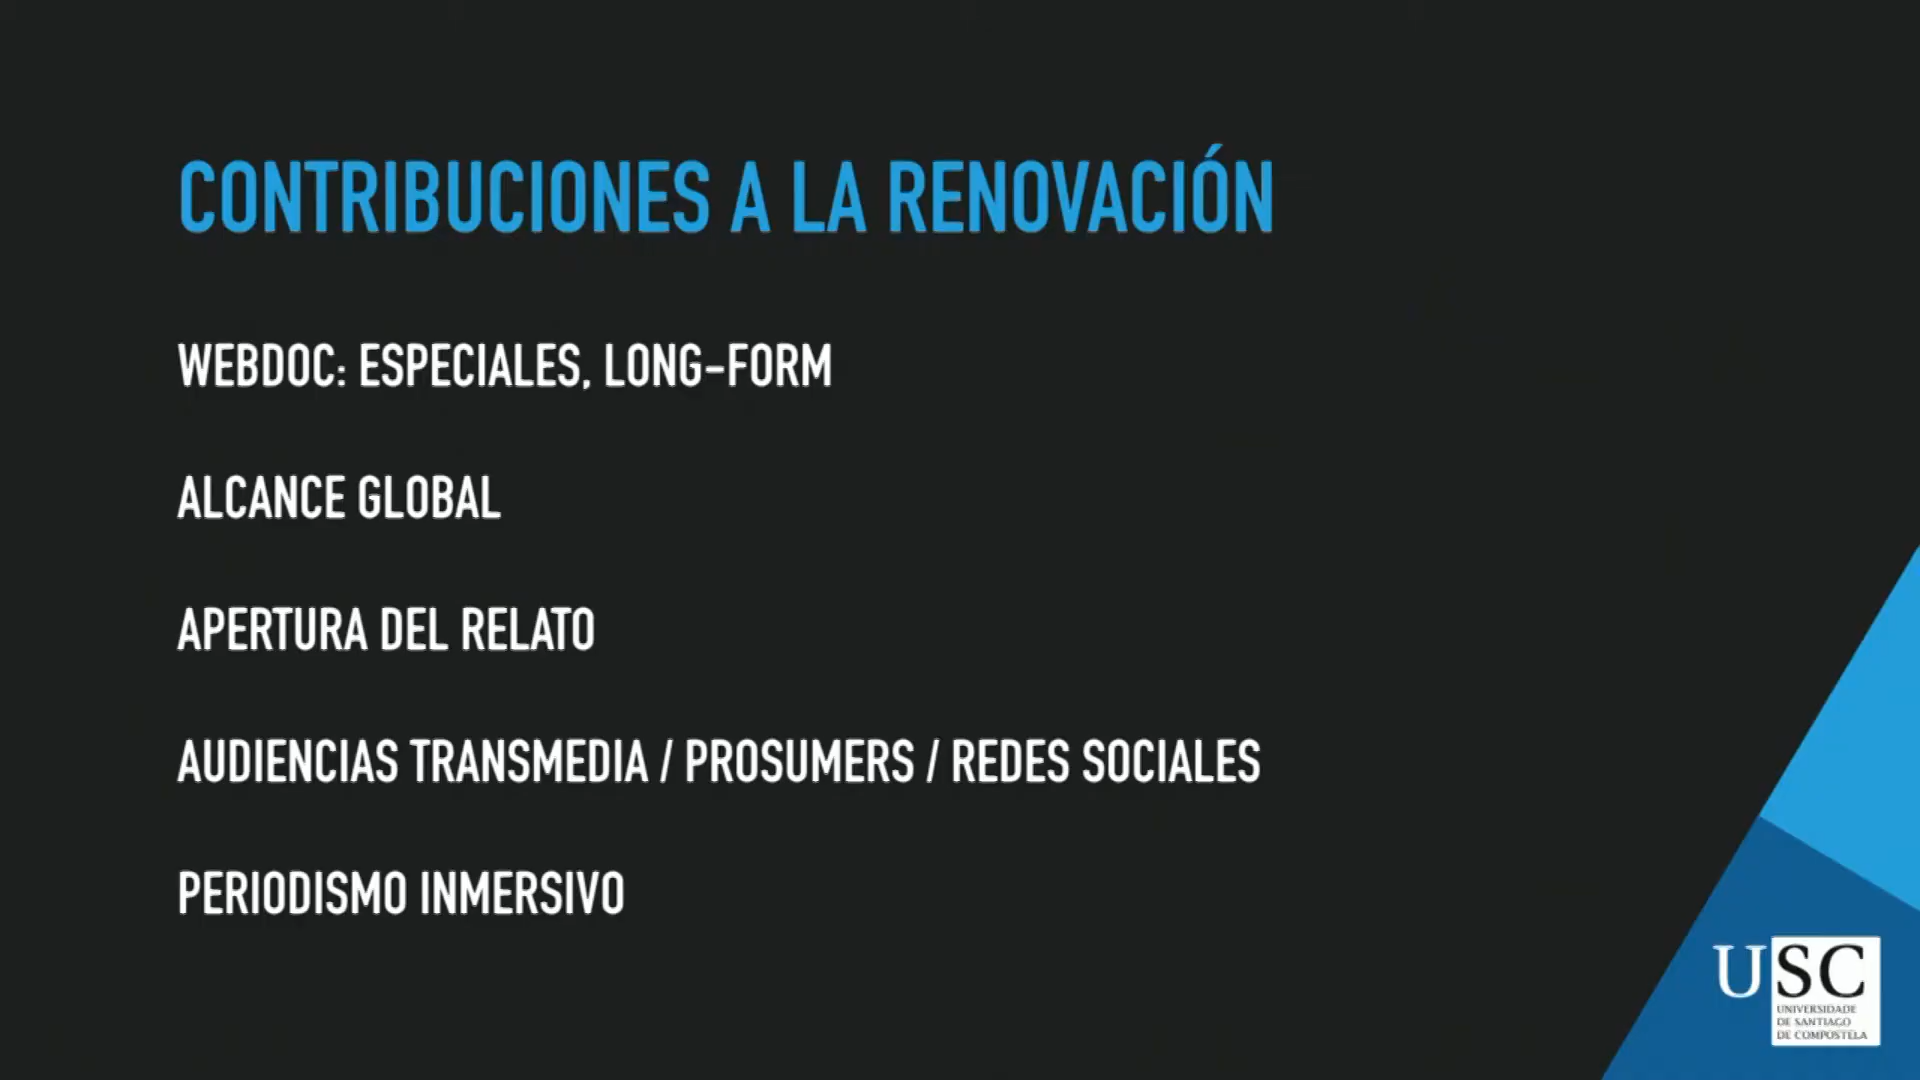 CONTRIBUCIONES A LA RENOVACIÓN
WEBDOC: ESPECIALES, LONG-FORM
ALCANCE GLOBAL
APERTURA DEL RELATO
AUDIENCIAS TRANSMEDIA / PROSUMERS / REDES SOCIALES
PERIODISMO INMERSIVO
USC
UNIVERSIDADE
DE SANTIAGO
DE COMPOSTELA